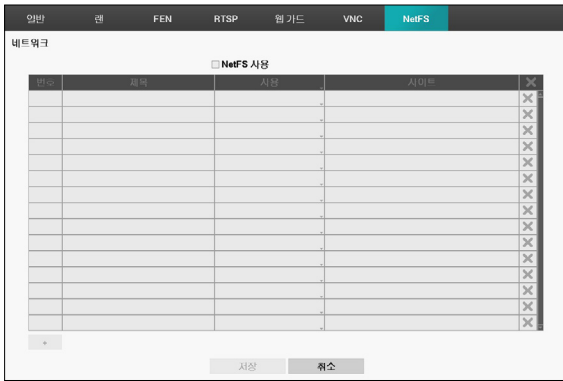 일반 랜 FEN RTSP 웹 가드 VNC NetFS
네트워크
NetFS 사용
번호 제목 사용 사이트
+
저장 취소